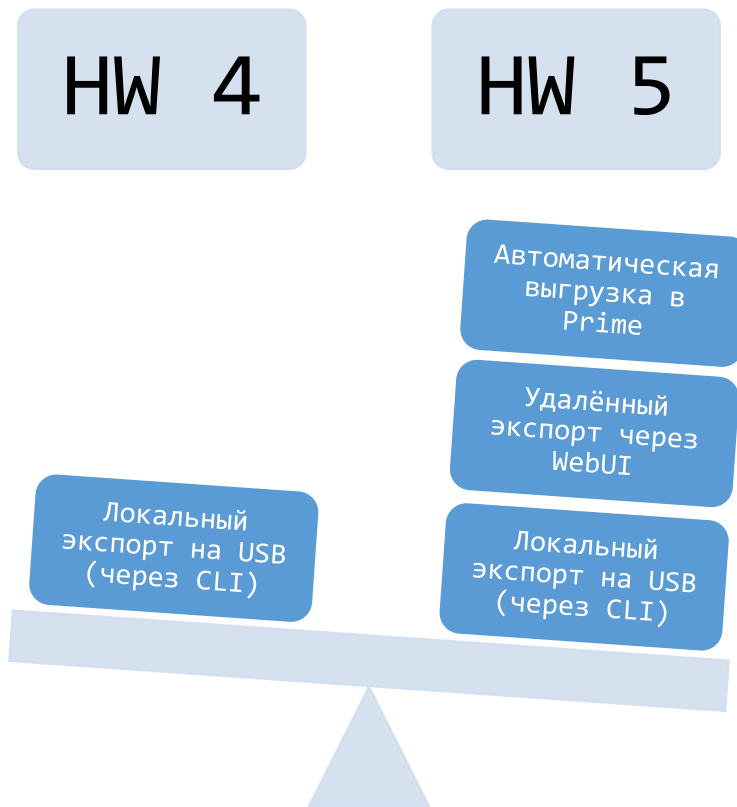 HW 4
HW 5
Автоматическая
выгрузка в
Prime
Удалённый
экспорт через
WebUI
Локальный
экспорт на USB
(через CLI)
Локальный
экспорт на USB
(через CLI)